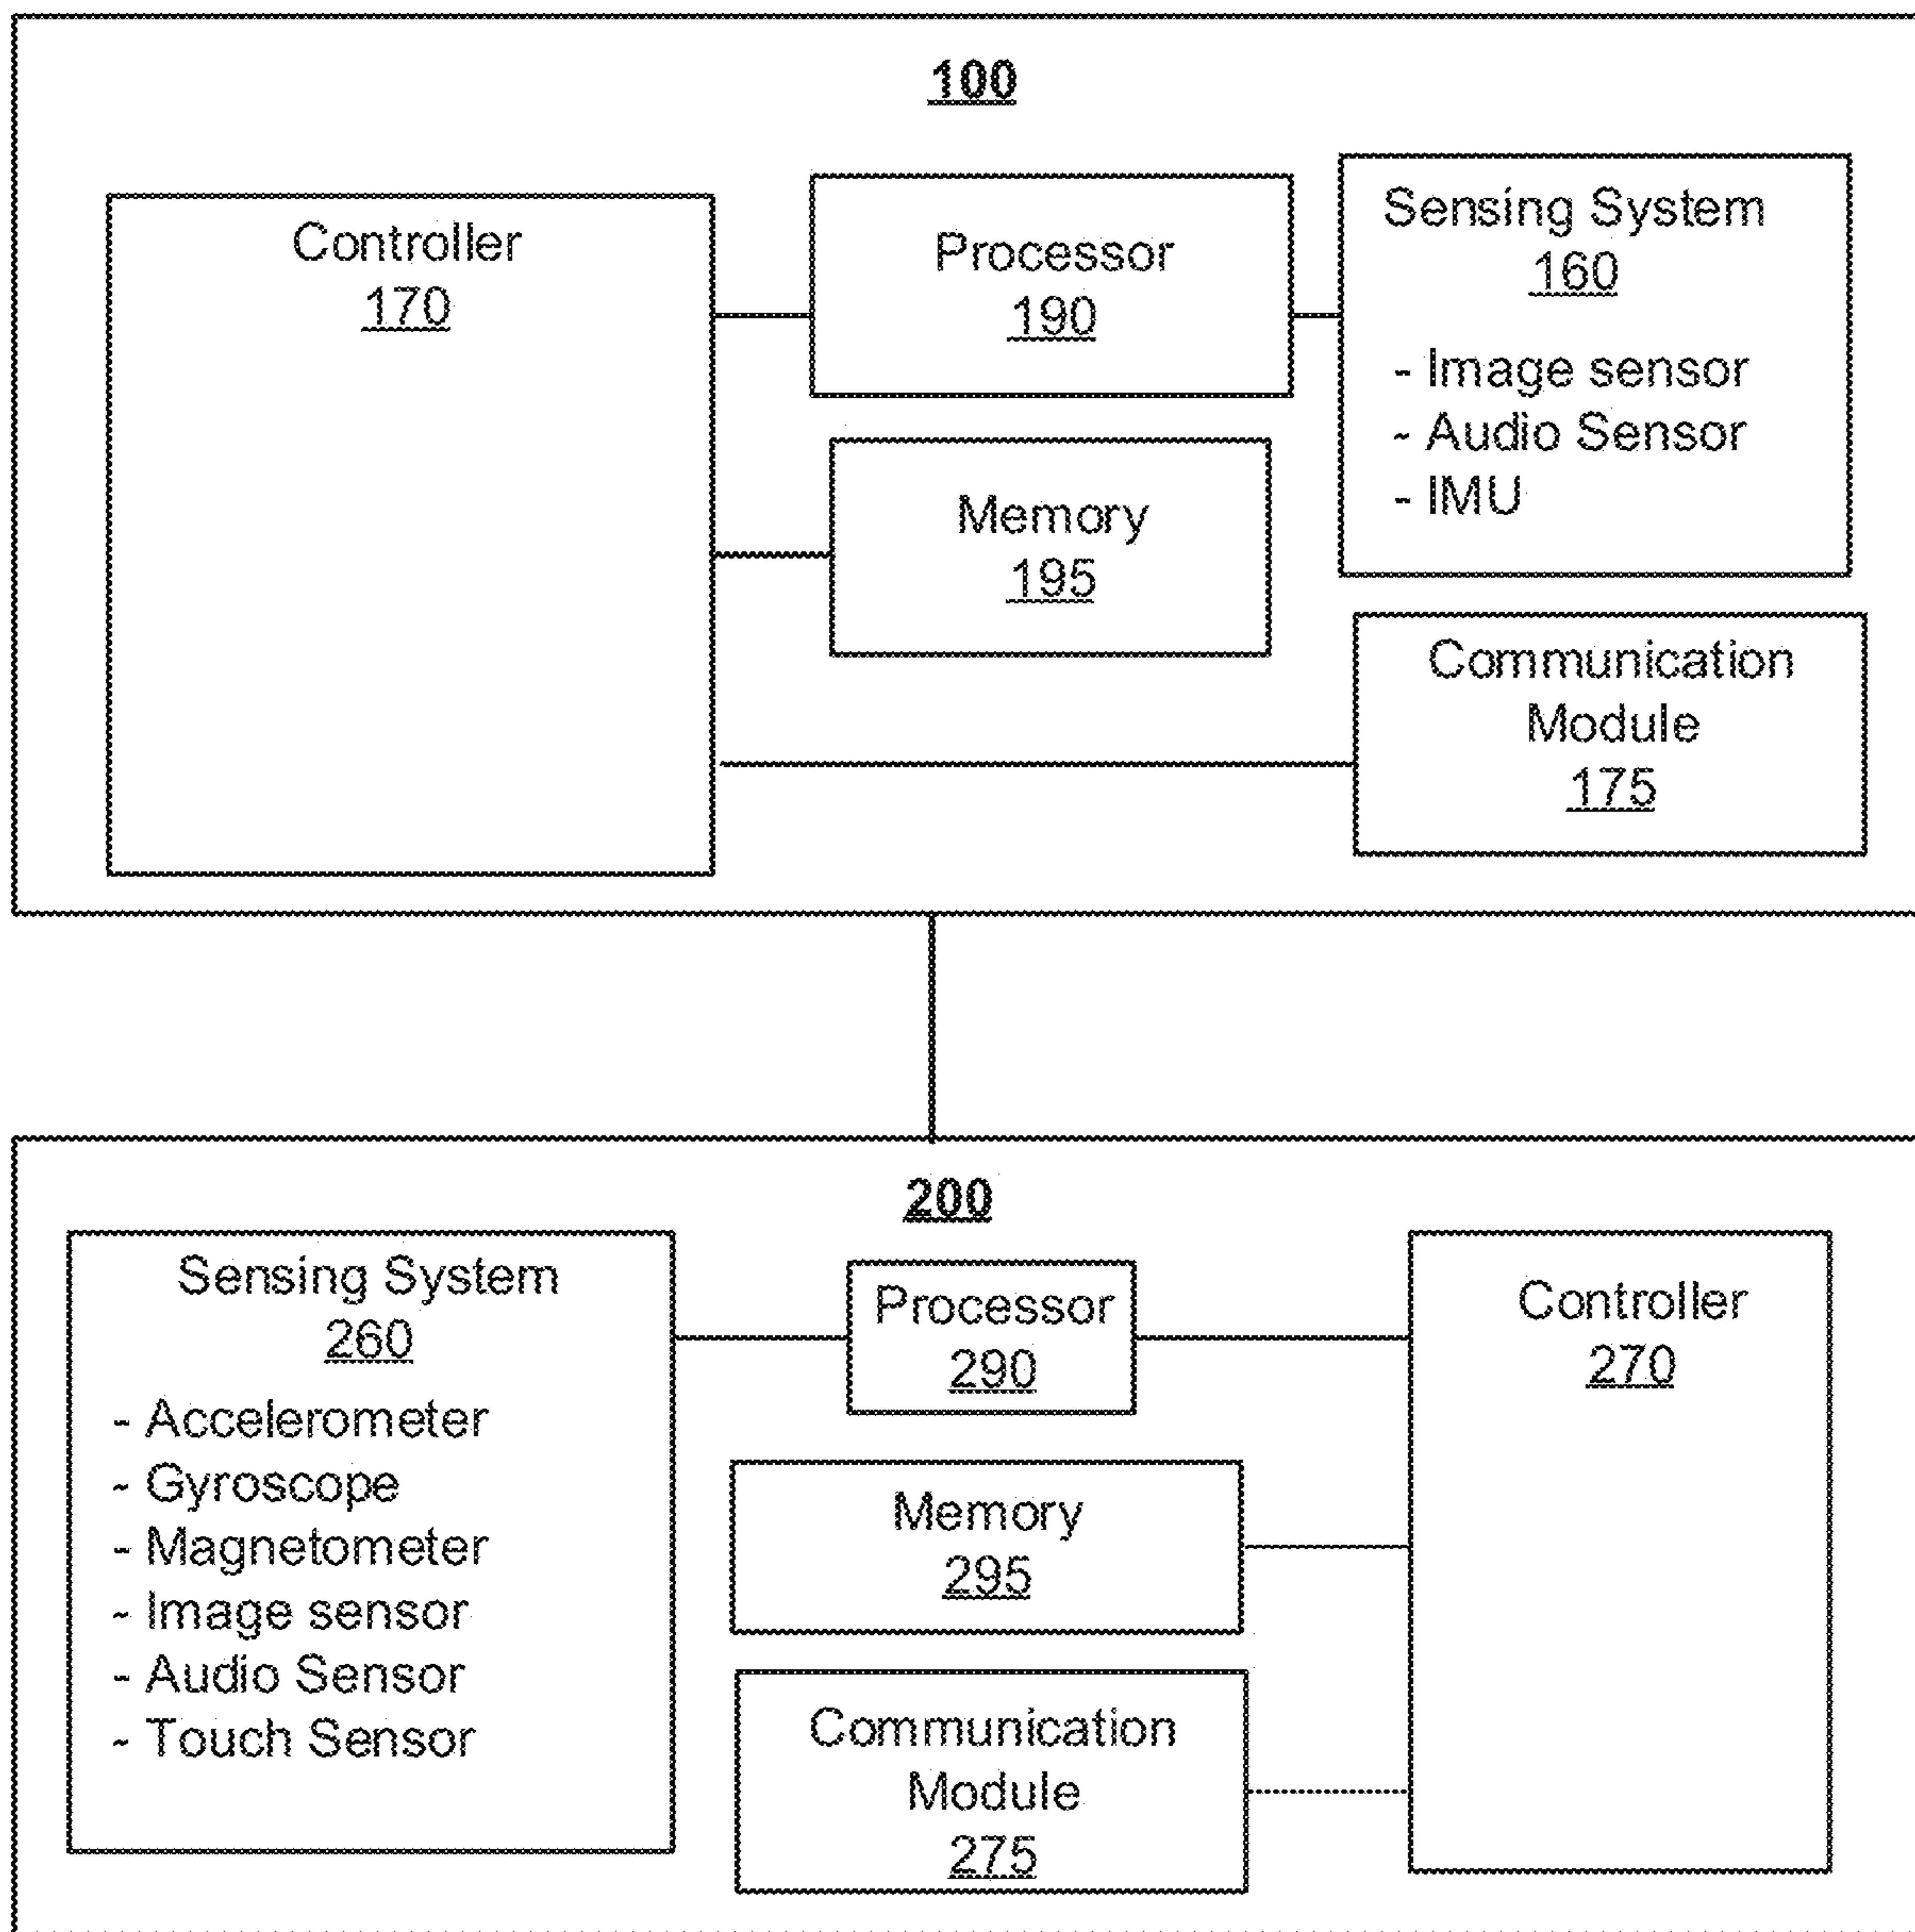 100
Controller
170
Processor
190
Sensing System
160
- Image sensor
- Audio Sensor
- IMU
Memory
195
Communication
Module
175
200
Sensing System
260
- Accelerometer
- Gyroscope
- Magnetometer
- Image sensor
- Audio Sensor
- Touch Sensor
Processor
290
Memory
295
Communication
Module
275
Controller
270